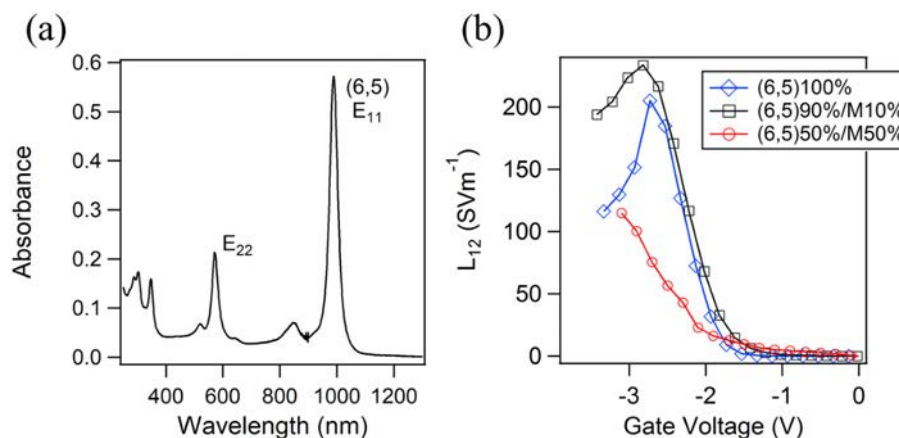 (a)
0.6
0.5
0.4
0.3
0.2
0.1
0.0
Absorbance
(6,5)
E11
E22
400 600 800 1000 1200
Wavelength (nm)
(b)
200
150
100
50
0
L12 (SVm-1)
(6,5)100%
(6,5)90%/M10%
(6,5)50%/M50%
-3 -2 -1 0
Gate Voltage (V)